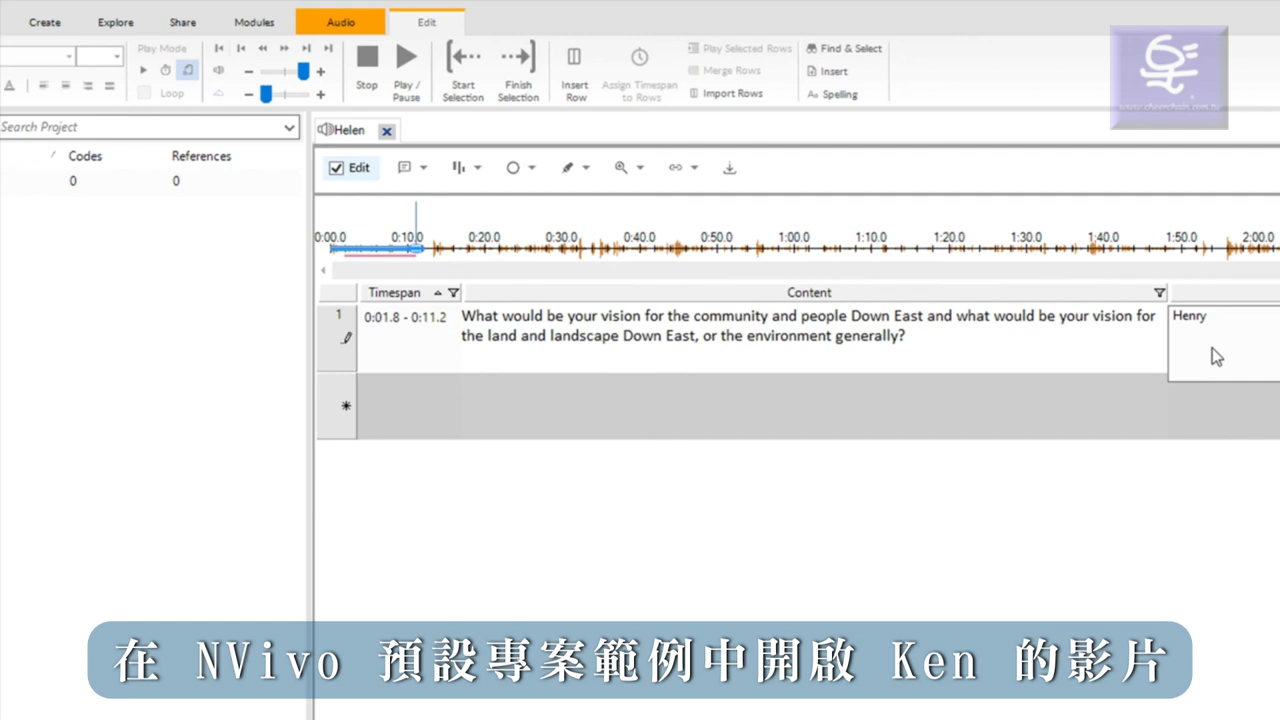 Create Explore Share Modules Audio Edit
Play Mode
Loop
Stop
Play / Pause
Start Selection
Finish Selection
Insert Row
Assign Timespan to Rows
Play Selected Rows
Merge Rows
Import Rows
Find & Select
Insert
Spelling
Search Project
Codes References
0 0
Helen
Edit
0:00.0 0:10.0 0:20.0 0:30.0 0:40.0 0:50.0 1:00.0 1:10.0 1:20.0 1:30.0 1:40.0 1:50.0 2:00.0
Timespan Content
1 0:01.8 - 0:11.2 What would be your vision for the community and people Down East and what would be your vision for
the land and landscape Down East, or the environment generally?
Henry
在 NVivo 預設專案範例中開啟 Ken 的影片